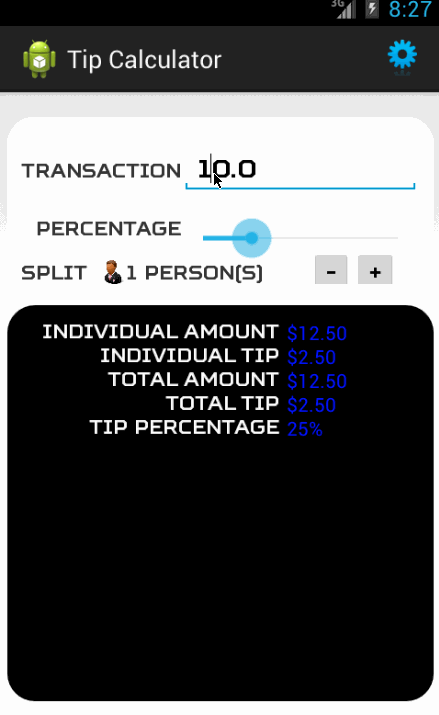 3G 8:27
Tip Calculator
TRANSACTION 10.0
PERCENTAGE
SPLIT 1 PERSON(S) - +
INDIVIDUAL AMOUNT $12.50
INDIVIDUAL TIP $2.50
TOTAL AMOUNT $12.50
TOTAL TIP $2.50
TIP PERCENTAGE 25%